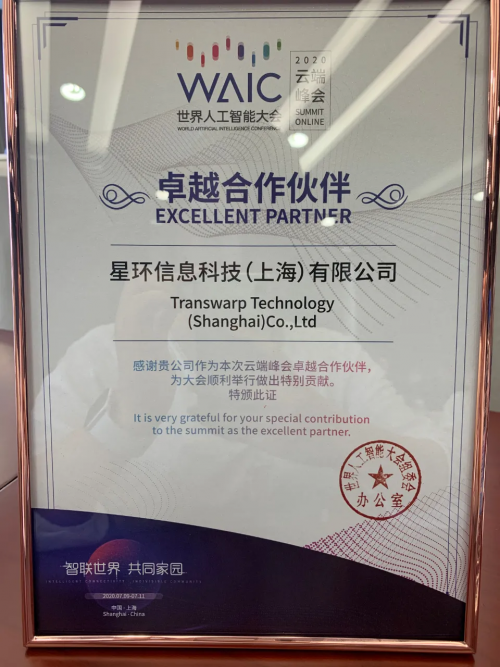 WAIC
世界人工智能大会
WORLD ARTIFICIAL INTELLIGENCE CONFERENCE
2020
云端
峰会
SUMMIT
ONLINE
卓越合作伙伴
EXCELLENT PARTNER
星环信息科技（上海）有限公司
Transwarp Technology
(Shanghai)Co.,Ltd
感谢贵公司作为本次云端峰会卓越合作伙伴，
为大会顺利举行做出特别贡献。
特颁此证
It is very grateful for your special contribution
to the summit as the excellent partner.
世界人工智能大会组委会
办公室
智联世界 共同家园
2020.07.09-07.11
中国·上海
Shanghai·China